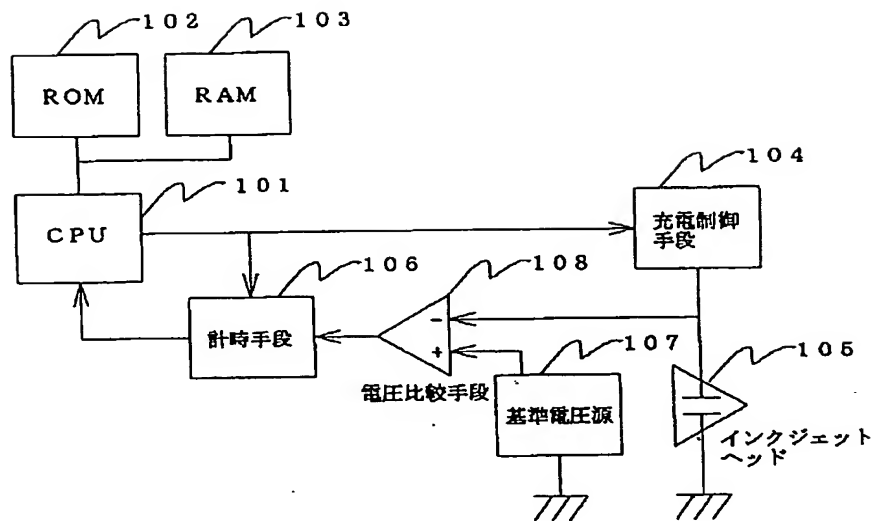 １０２
１０３
ROM
RAM
１０１
CPU
１０４
充電制御
手段
１０６
１０８
計時手段
-
+
電圧比較手段
１０７
基準電圧源
１０５
インクジェット
ヘッド